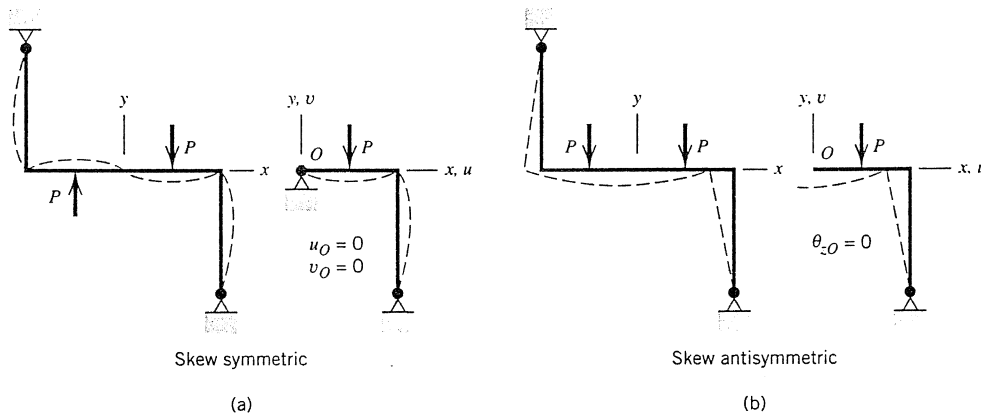 y
P
P
x
y, v
O
P
x, u
u_O = 0
v_O = 0
Skew symmetric
(a)
y
P
P
x
y, v
O
P
x,
θ_zO = 0
Skew antisymmetric
(b)